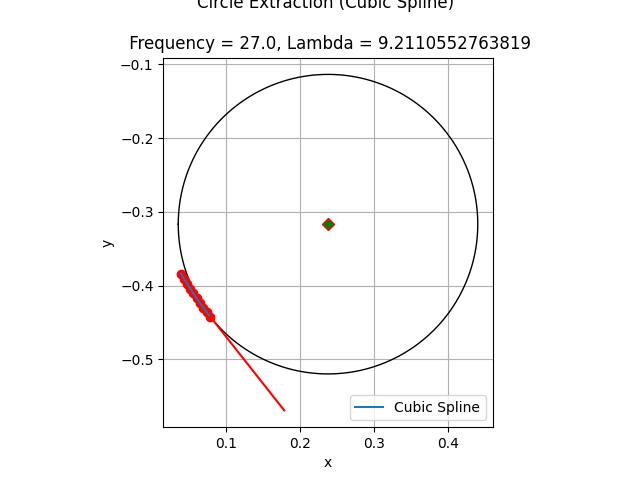 Circle Extraction (Cubic Spline)
Frequency = 27.0, Lambda = 9.2110552763819
−0.1
−0.2
−0.3
−0.4
−0.5
y
0.1 0.2 0.3 0.4
x
Cubic Spline